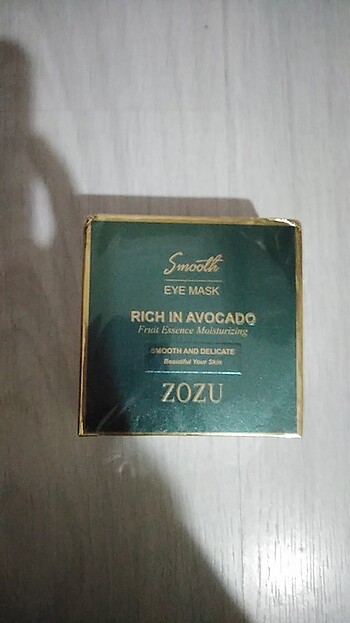 Smooth
EYE MASK
RICH IN AVOCADO
Fruit Essence Moisturizing
SMOOTH AND DELICATE
Beautiful Your Skin
ZOZU